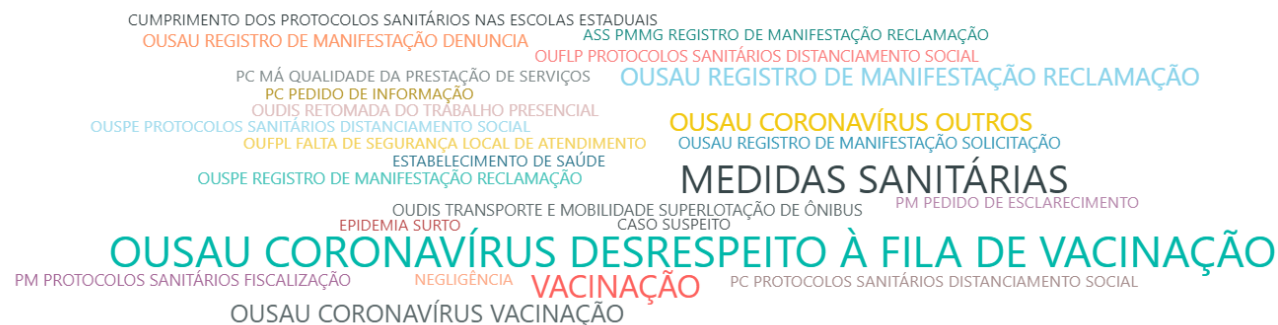 CUMPRIMENTO DOS PROTOCOLOS SANITÁRIOS NAS ESCOLAS ESTADUAIS
ASS PMMG REGISTRO DE MANIFESTAÇÃO RECLAMAÇÃO
OUSAU REGISTRO DE MANIFESTAÇÃO DENUNCIA
OUFLP PROTOCOLOS SANITÁRIOS DISTANCIAMENTO SOCIAL
PC MÁ QUALIDADE DA PRESTAÇÃO DE SERVIÇOS
OUSAU REGISTRO DE MANIFESTAÇÃO RECLAMAÇÃO
PC PEDIDO DE INFORMAÇÃO
OUDIS RETOMADA DO TRABALHO PRESENCIAL
OUSPE PROTOCOLOS SANITÁRIOS DISTANCIAMENTO SOCIAL
OUSAU CORONAVÍRUS OUTROS
OUFPL FALTA DE SEGURANÇA LOCAL DE ATENDIMENTO
OUSAU REGISTRO DE MANIFESTAÇÃO SOLICITAÇÃO
ESTABELECIMENTO DE SAÚDE
OUSPE REGISTRO DE MANIFESTAÇÃO RECLAMAÇÃO
MEDIDAS SANITÁRIAS
PM PEDIDO DE ESCLARECIMENTO
OUDIS TRANSPORTE E MOBILIDADE SUPERLOTAÇÃO DE ÔNIBUS
EPIDEMIA SURTO
CASO SUSPEITO
OUSAU CORONAVÍRUS DESRESPEITO À FILA DE VACINAÇÃO
PM PROTOCOLOS SANITÁRIOS FISCALIZAÇÃO
NEGLIGÊNCIA
VACINAÇÃO
PC PROTOCOLOS SANITÁRIOS DISTANCIAMENTO SOCIAL
OUSAU CORONAVÍRUS VACINAÇÃO